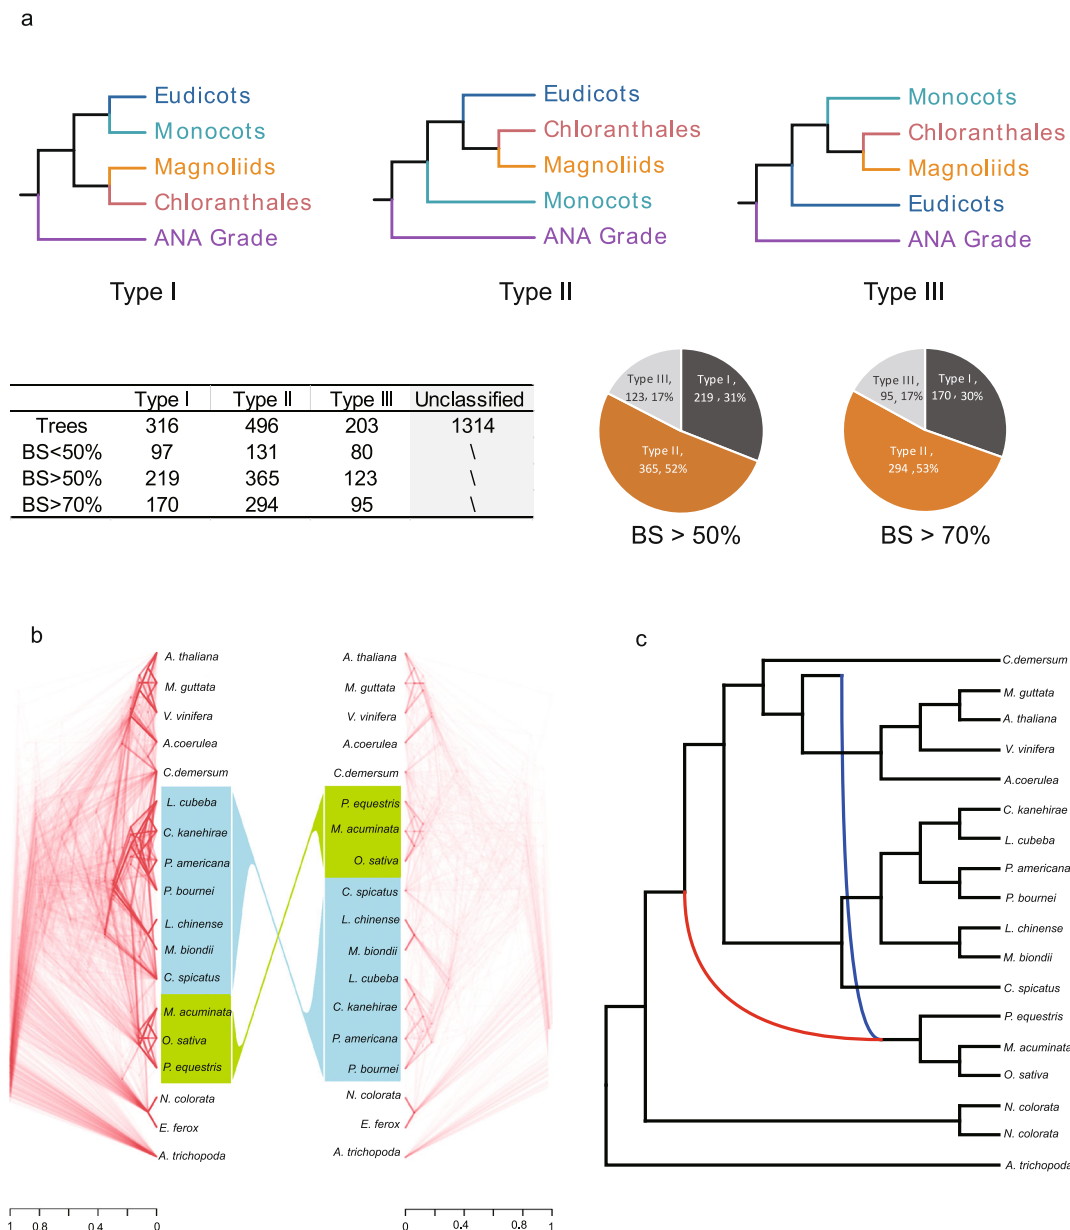 a
Eudicots
Monocots
Magnoliids
Chloranthales
ANA Grade
Type I
Eudicots
Chloranthales
Magnoliids
Monocots
ANA Grade
Type II
Monocots
Chloranthales
Magnoliids
Eudicots
ANA Grade
Type III
Type I Type II Type III Unclassified
Trees 316 496 203 1314
BS<50% 97 131 80 \
BS>50% 219 365 123 \
BS>70% 170 294 95 \
Type III,
123, 17%
Type I ,
219 , 31%
Type II,
365, 52%
BS > 50%
Type III,
95, 17%
Type I,
170 , 30%
Type II,
294 , 53%
BS > 70%
b
A. thaliana
M. guttata
V. vinifera
A.coerulea
C.demersum
L. cubeba
C. kanehirae
P. americana
P. bournei
L. chinense
M. biondii
C. spicatus
M. acuminata
O. sativa
P. equestris
N. colorata
E. ferox
A. trichopoda
1 0.8 0.4 0
A. thaliana
M. guttata
V. vinifera
A.coerulea
C.demersum
P. equestris
M. acuminata
O. sativa
C. spicatus
L. chinense
M. biondii
L. cubeba
C. kanehirae
P. americana
P. bournei
N. colorata
E. ferox
A. trichopoda
0 0.4 0.8 1
c
C.demersum
M. guttata
A. thaliana
V. vinifera
A.coerulea
C. kanehirae
L. cubeba
P. americana
P. bournei
L. chinense
M. biondii
C. spicatus
P. equestris
M. acuminata
O. sativa
N. colorata
N. colorata
A. trichopoda